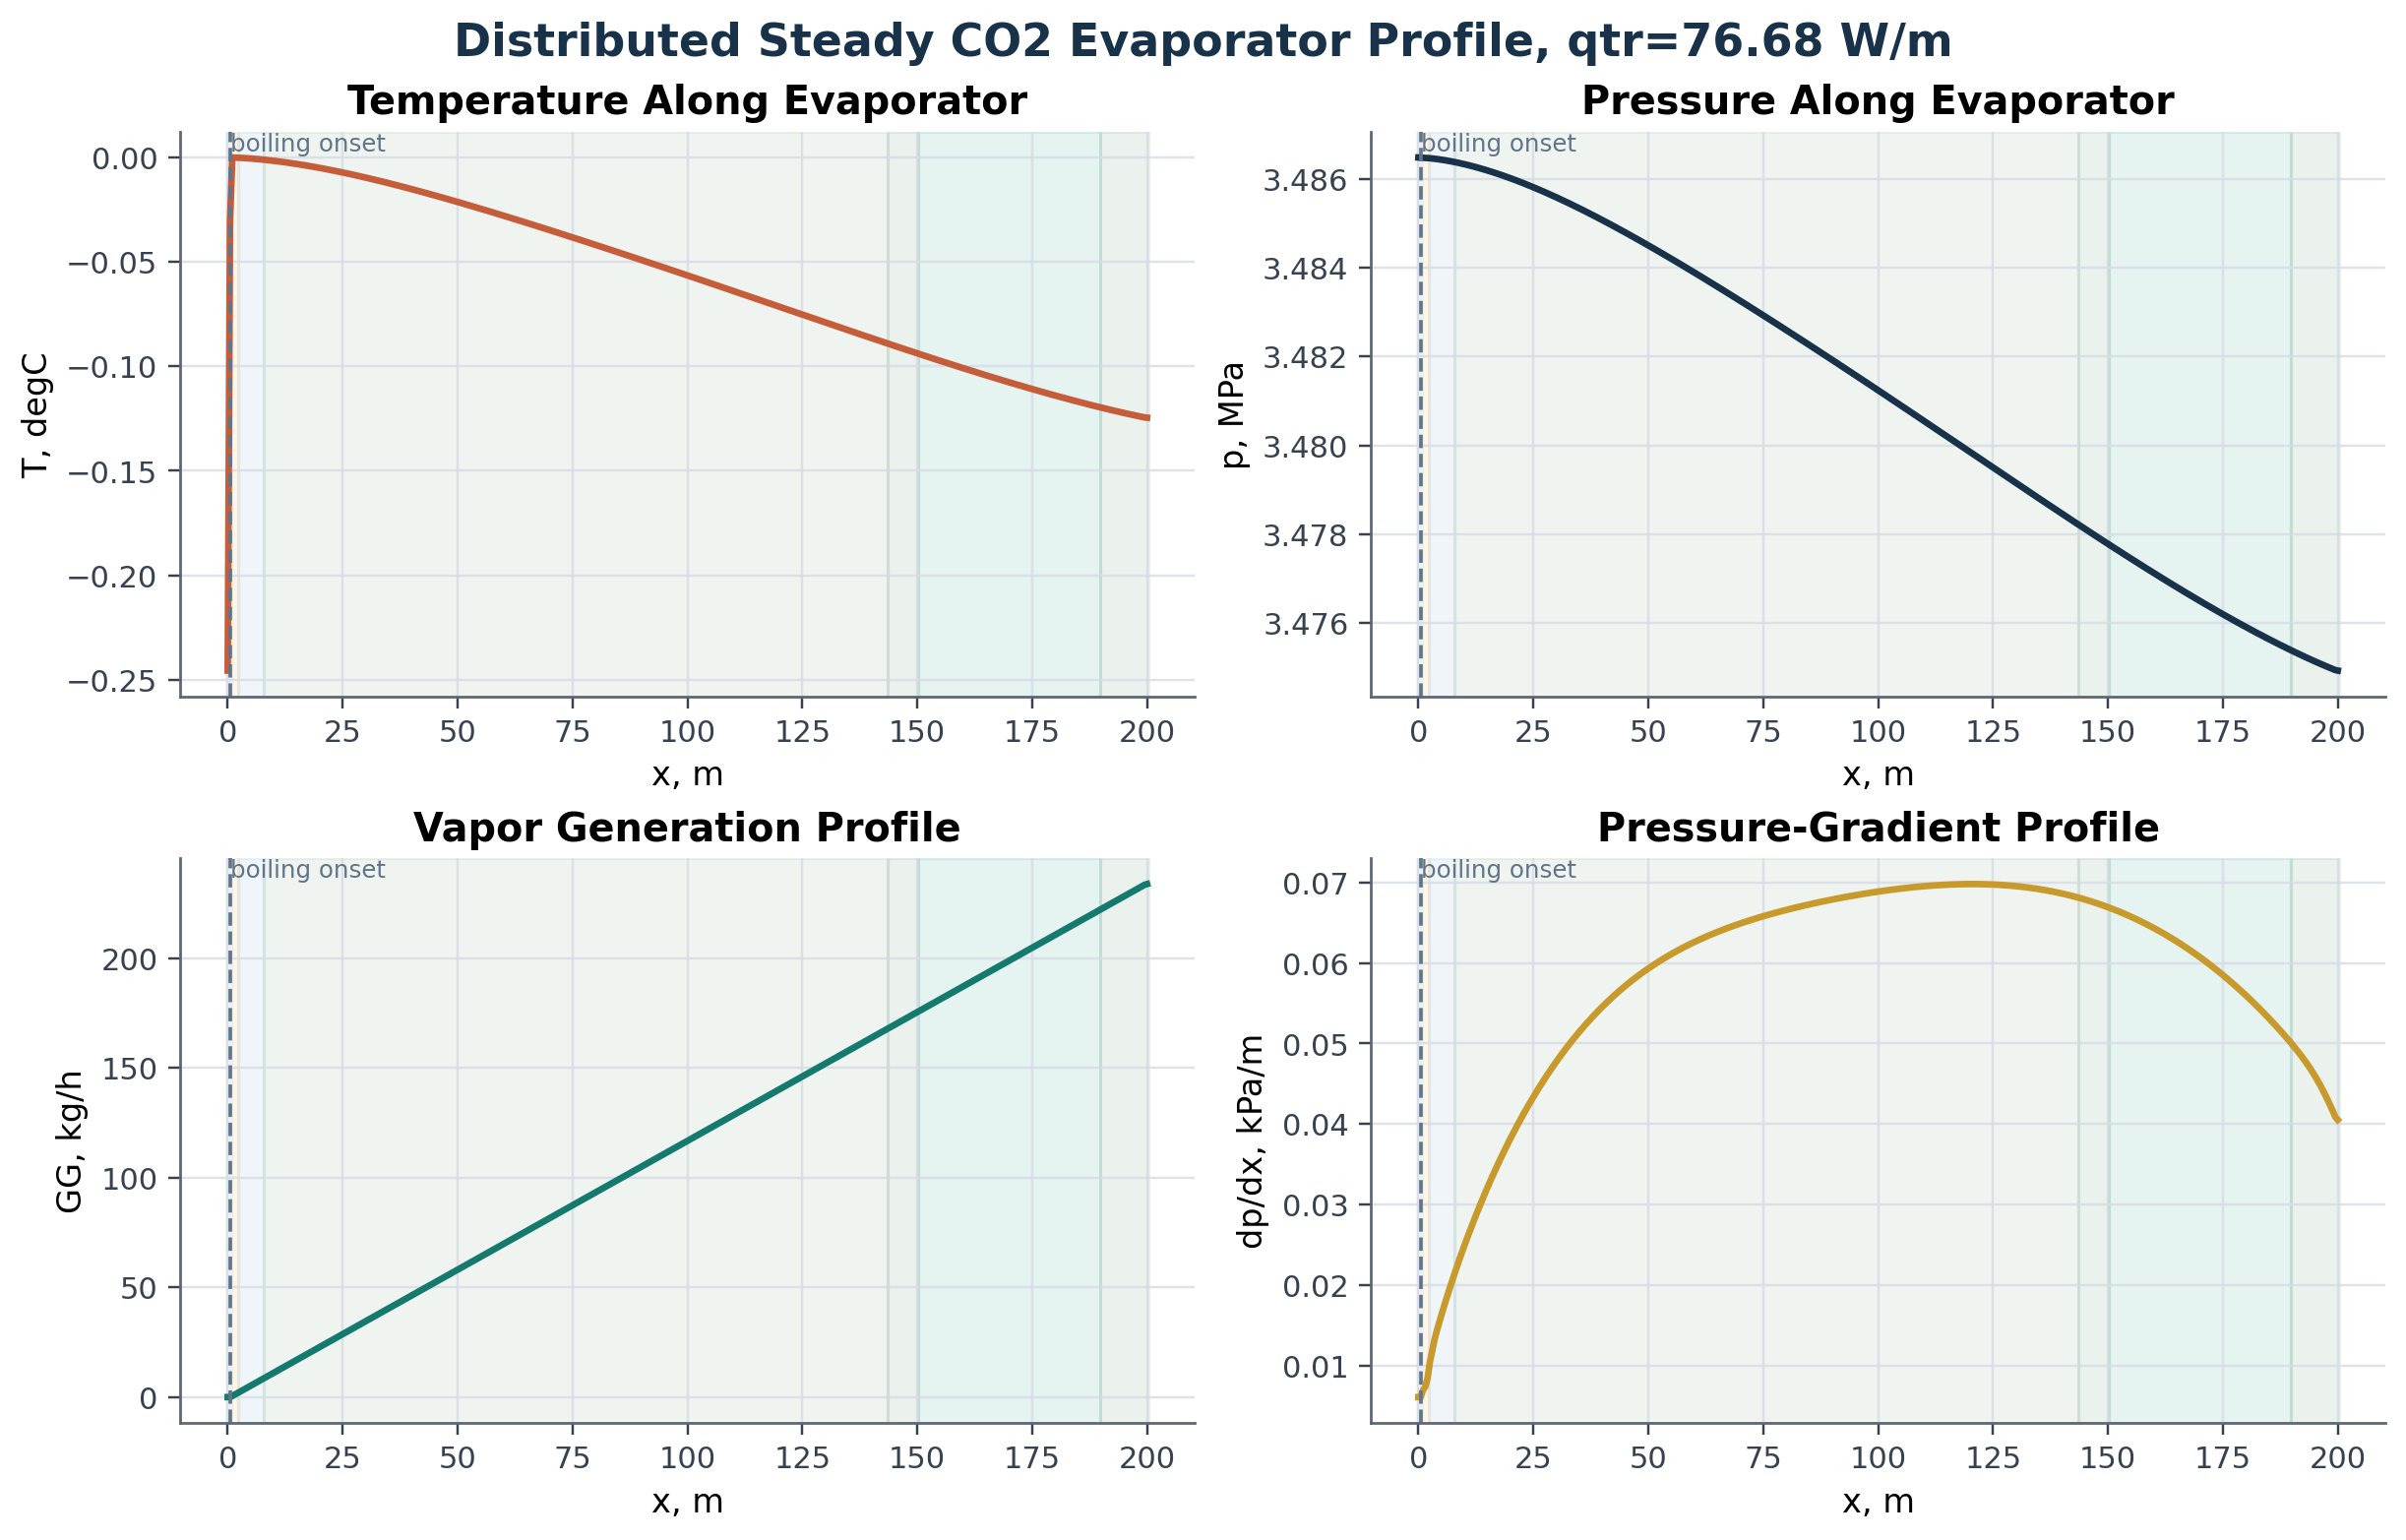 Distributed Steady CO2 Evaporator Profile, qtr=76.68 W/m
Temperature Along Evaporator
boiling onset
0.00
−0.05
−0.10
−0.15
−0.20
−0.25
T, degC
0 25 50 75 100 125 150 175 200
x, m
Pressure Along Evaporator
boiling onset
3.486
3.484
3.482
3.480
3.478
3.476
p, MPa
0 25 50 75 100 125 150 175 200
x, m
Vapor Generation Profile
boiling onset
200
150
100
50
0
GG, kg/h
0 25 50 75 100 125 150 175 200
x, m
Pressure-Gradient Profile
boiling onset
0.07
0.06
0.05
0.04
0.03
0.02
0.01
dp/dx, kPa/m
0 25 50 75 100 125 150 175 200
x, m